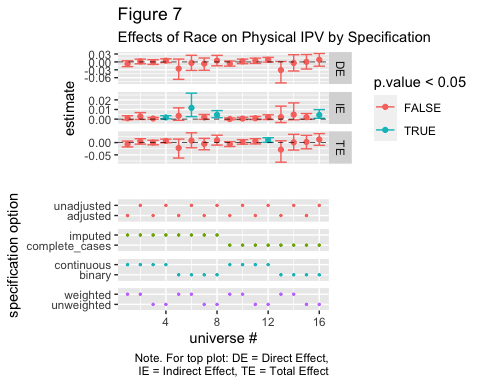 Figure 7
Effects of Race on Physical IPV by Specification
estimate
0.03
0.00
-0.03
-0.06
DE
0.02
0.01
0.00
IE
0.00
-0.05
TE
p.value < 0.05
FALSE
TRUE
specification option
unadjusted
adjusted
imputed
complete_cases
continuous
binary
weighted
unweighted
4 8 12 16
universe #
Note. For top plot: DE = Direct Effect,
IE = Indirect Effect, TE = Total Effect